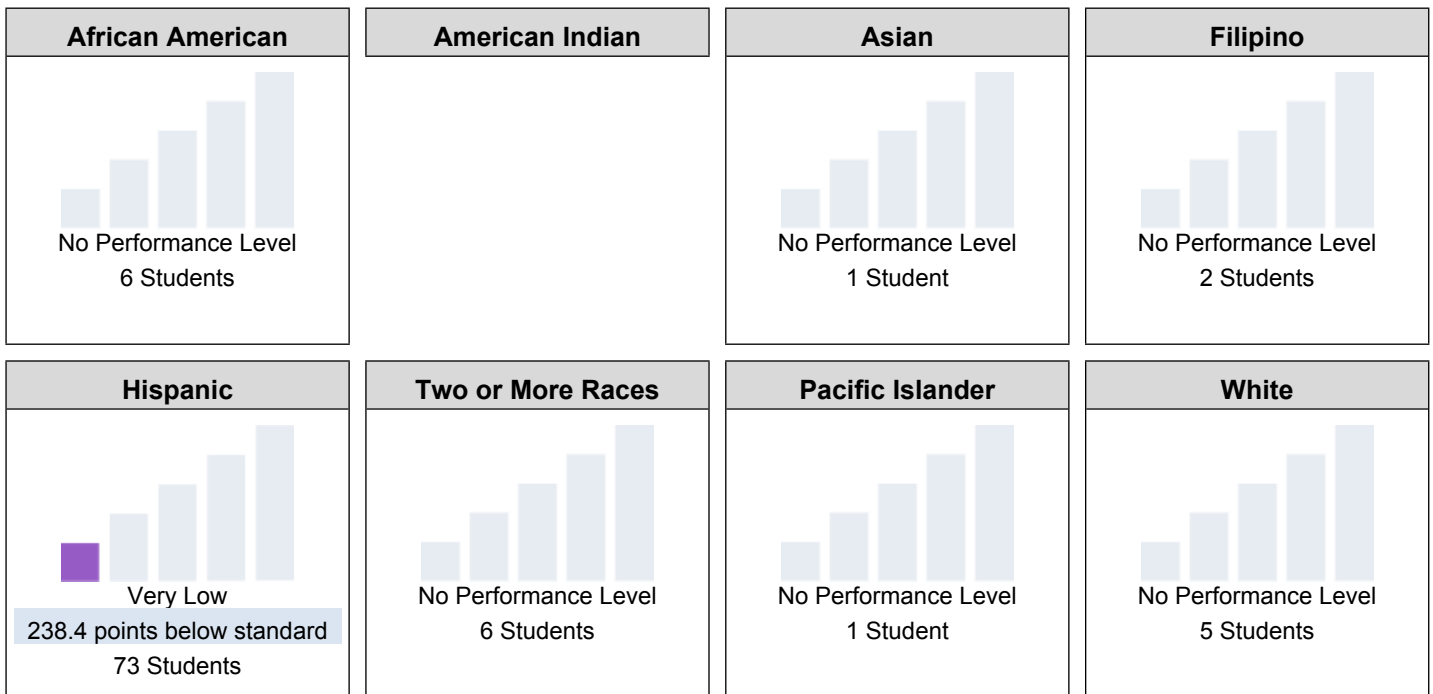 African American
No Performance Level
6 Students
American Indian
Asian
No Performance Level
1 Student
Filipino
No Performance Level
2 Students
Hispanic
Very Low
238.4 points below standard
73 Students
Two or More Races
No Performance Level
6 Students
Pacific Islander
No Performance Level
1 Student
White
No Performance Level
5 Students